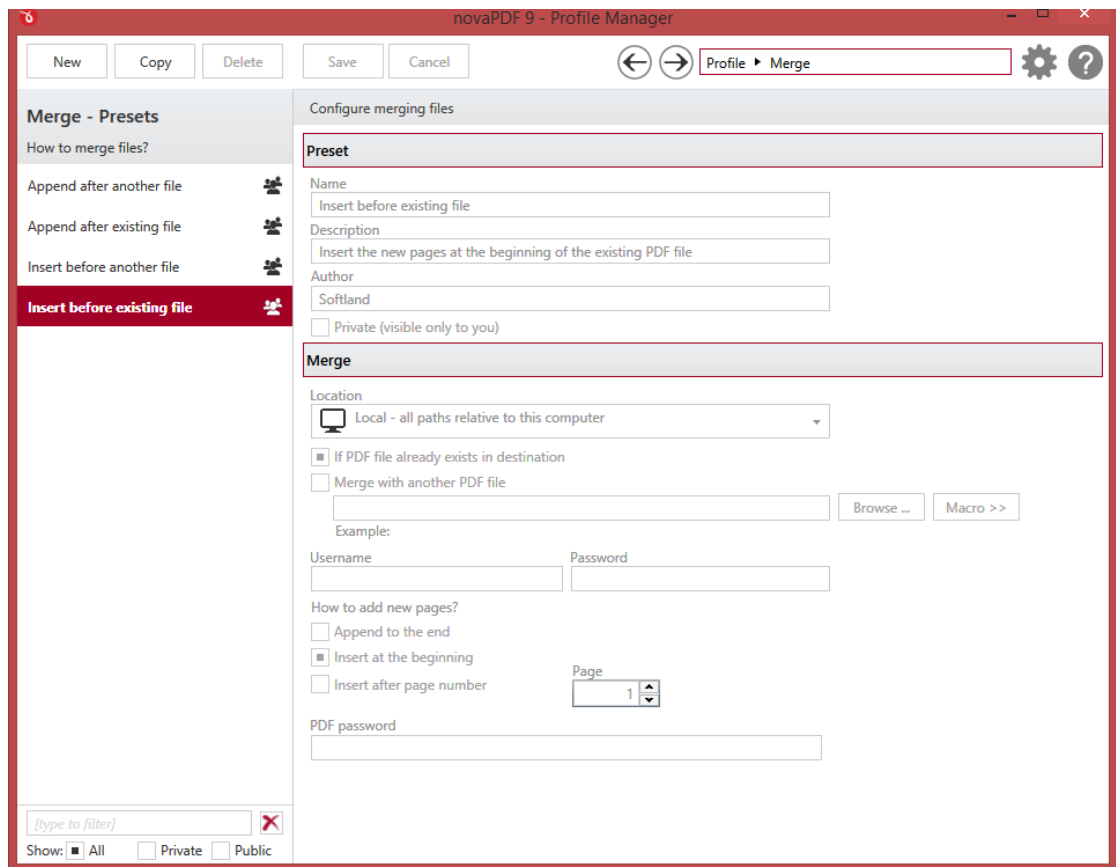 novaPDF 9 - Profile Manager
New Copy Delete Save Cancel Profile Merge ?
Merge - Presets
How to merge files?
Append after another file
Append after existing file
Insert before another file
Insert before existing file
[type to filter]
Show: All Private Public
Configure merging files
Preset
Name
Insert before existing file
Description
Insert the new pages at the beginning of the existing PDF file
Author
Softland
Private (visible only to you)
Merge
Location
Local - all paths relative to this computer
If PDF file already exists in destination
Merge with another PDF file
Browse ... Macro >>
Example:
Username Password
How to add new pages?
Append to the end
Insert at the beginning
Page
Insert after page number 1
PDF password